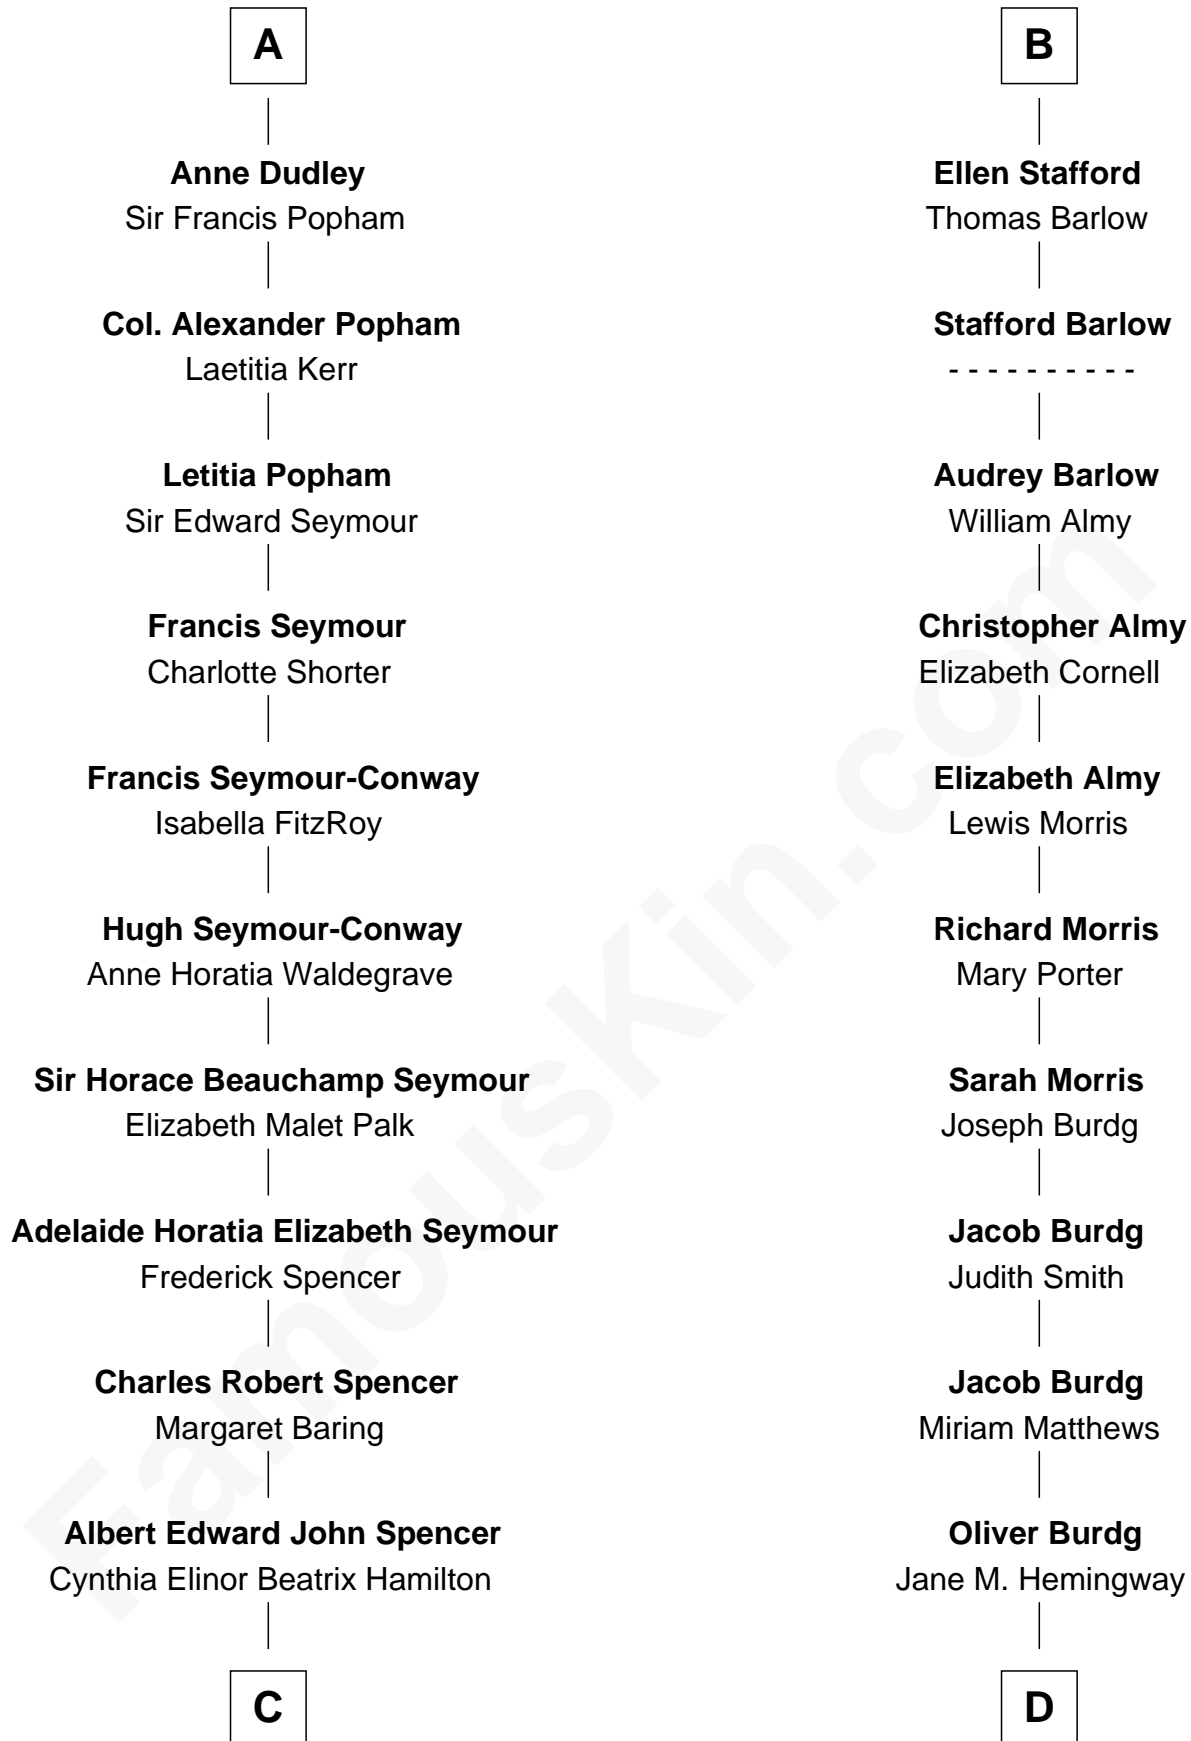 A
Anne Dudley
Sir Francis Popham
Col. Alexander Popham
Laetitia Kerr
Letitia Popham
Sir Edward Seymour
Francis Seymour
Charlotte Shorter
Francis Seymour-Conway
Isabella FitzRoy
Hugh Seymour-Conway
Anne Horatia Waldegrave
Sir Horace Beauchamp Seymour
Elizabeth Malet Palk
Adelaide Horatia Elizabeth Seymour
Frederick Spencer
Charles Robert Spencer
Margaret Baring
Albert Edward John Spencer
Cynthia Elinor Beatrix Hamilton
C
B
Ellen Stafford
Thomas Barlow
Stafford Barlow
- - - - - - - - - -
Audrey Barlow
William Almy
Christopher Almy
Elizabeth Cornell
Elizabeth Almy
Lewis Morris
Richard Morris
Mary Porter
Sarah Morris
Joseph Burdg
Jacob Burdg
Judith Smith
Jacob Burdg
Miriam Matthews
Oliver Burdg
Jane M. Hemingway
D
FamousKin.com